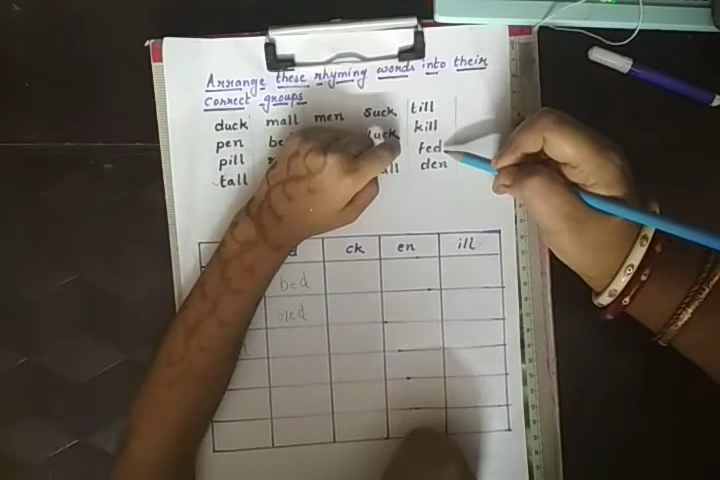 Arrange these rhyming words into their
correct groups
duck mall men suck till
pen kill
pill fed
tall den
ck en ill
bed
red